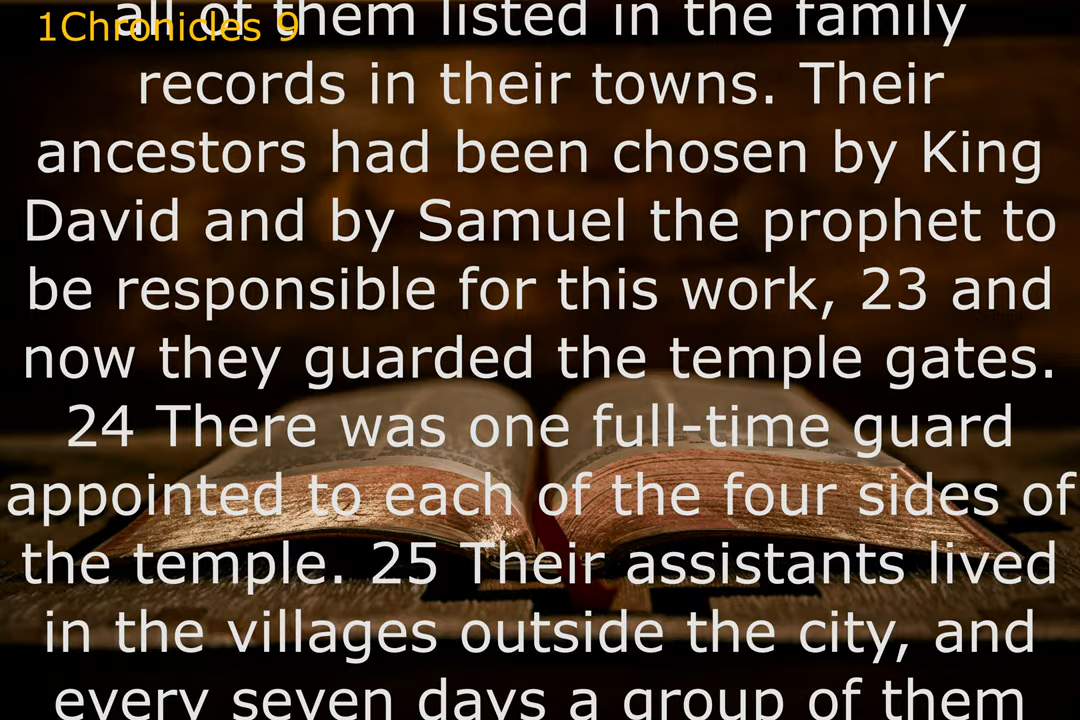 all of them listed in the family
1Chronicles 9
records in their towns. Their
ancestors had been chosen by King
David and by Samuel the prophet to
be responsible for this work, 23 and
now they guarded the temple gates.
24 There was one full-time guard
appointed to each of the four sides of
the temple. 25 Their assistants lived
in the villages outside the city, and
every seven days a group of them